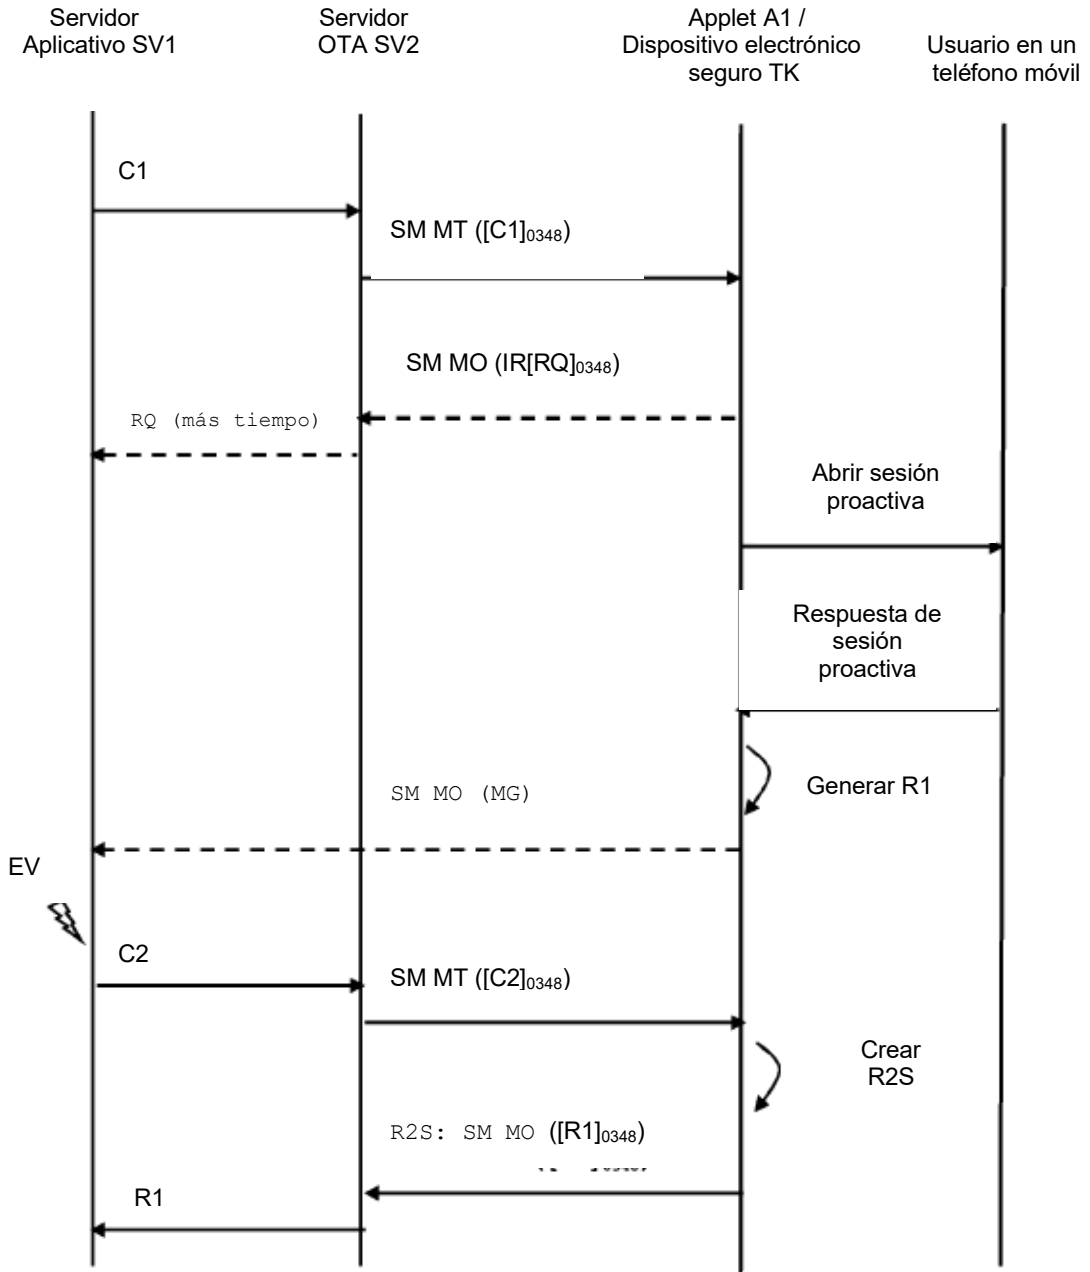 Servidor
Aplicativo SV1
Servidor
OTA SV2
Applet A1 /
Dispositivo electrónico
seguro TK
Usuario en un
teléfono móvil
C1
SM MT ([C1]0348)
SM MO (IR[RQ]0348)
RQ (más tiempo)
Abrir sesión
proactiva
Respuesta de
sesión
proactiva
Generar R1
SM MO (MG)
EV
C2
SM MT ([C2]0348)
Crear
R2S
R2S: SM MO ([R1]0348)
R1